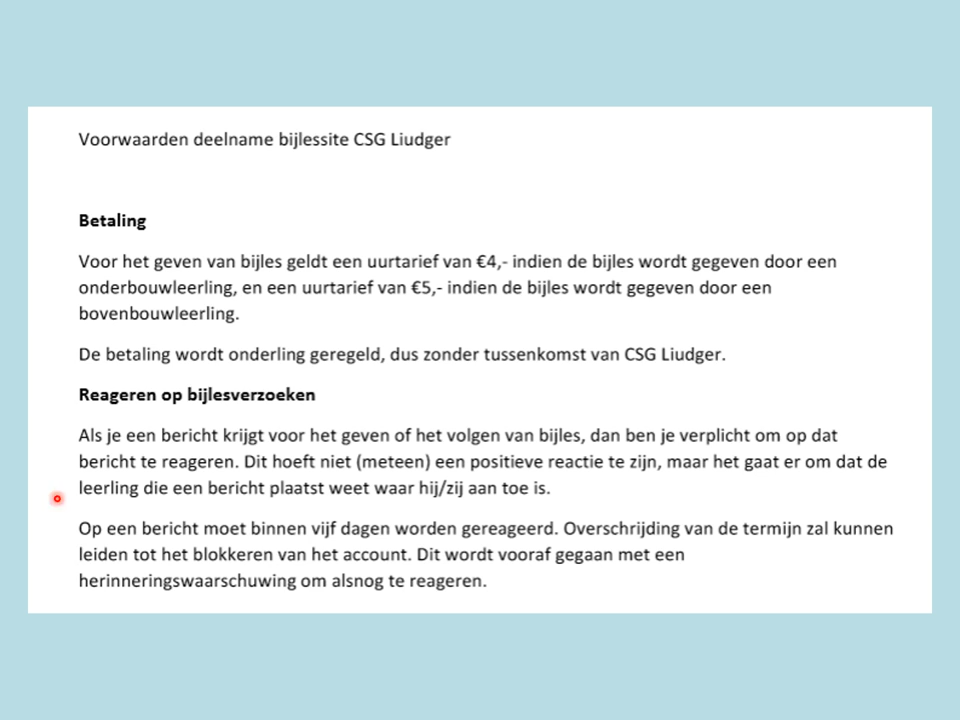 Voorwaarden deelname bijlessite CSG Liudger
Betaling
Voor het geven van bijles geldt een uurtarief van €4,- indien de bijles wordt gegeven door een
onderbouwleerling, en een uurtarief van €5,- indien de bijles wordt gegeven door een
bovenbouwleerling.
De betaling wordt onderling geregeld, dus zonder tussenkomst van CSG Liudger.
Reageren op bijlesverzoeken
Als je een bericht krijgt voor het geven of het volgen van bijles, dan ben je verplicht om op dat
bericht te reageren. Dit hoeft niet (meteen) een positieve reactie te zijn, maar het gaat er om dat de
leerling die een bericht plaatst weet waar hij/zij aan toe is.
Op een bericht moet binnen vijf dagen worden gereageerd. Overschrijding van de termijn zal kunnen
leiden tot het blokkeren van het account. Dit wordt vooraf gegaan met een
herinneringswaarschuwing om alsnog te reageren.